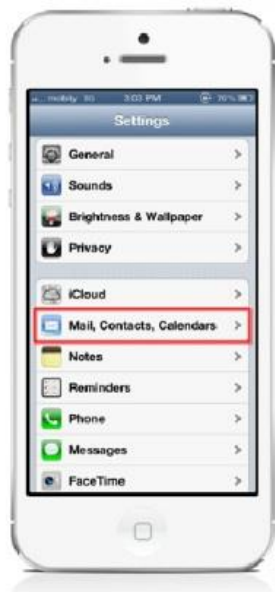 3:03 PM
Settings
General
Sounds
Brightness & Wallpaper
Privacy
iCloud
Mail, Contacts, Calendars
Notes
Reminders
Phone
Messages
FaceTime